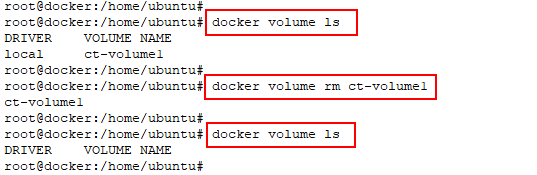 root@docker:/home/ubuntu#
root@docker:/home/ubuntu# docker volume ls
DRIVER    VOLUME NAME
local     ct-volume1
root@docker:/home/ubuntu#
root@docker:/home/ubuntu# docker volume rm ct-volume1
ct-volume1
root@docker:/home/ubuntu#
root@docker:/home/ubuntu# docker volume ls
DRIVER    VOLUME NAME
root@docker:/home/ubuntu#